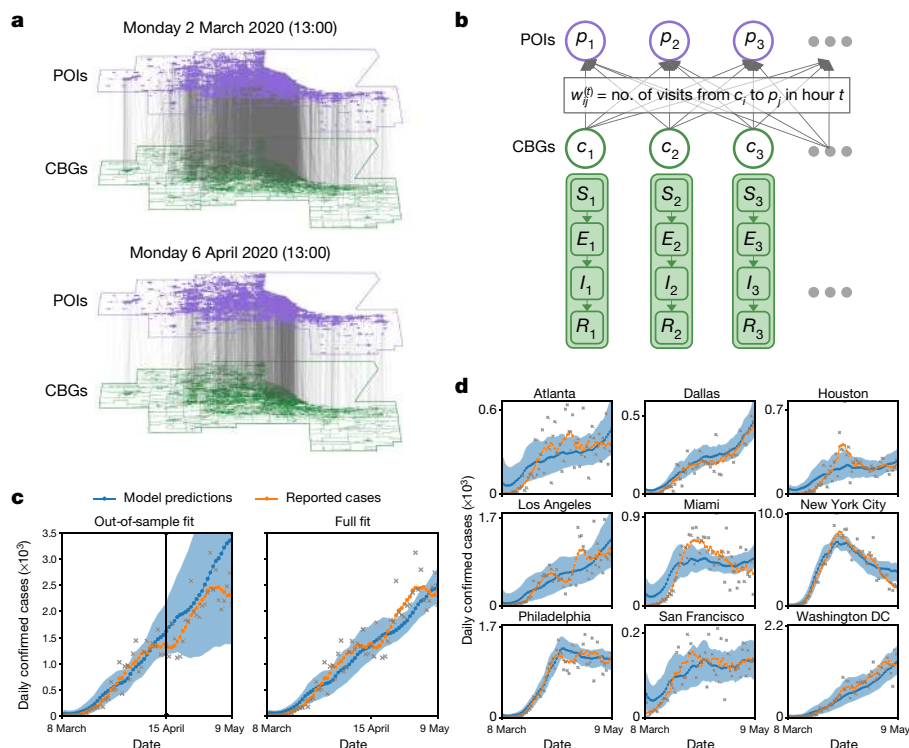 a
Monday 2 March 2020 (13:00)
POIs
CBGs
Monday 6 April 2020 (13:00)
POIs
CBGs
b
POIs
p1 p2 p3
w_ij^(t) = no. of visits from c_i to p_j in hour t
CBGs
c1 c2 c3
S1 S2 S3
E1 E2 E3
I1 I2 I3
R1 R2 R3
c
Model predictions Reported cases
Out-of-sample fit Full fit
Daily confirmed cases (×10³)
3.5
3.0
2.5
2.0
1.5
1.0
0.5
0
8 March 15 April 9 May
15 April 9 May
Date Date
d
Daily confirmed cases (×10³)
Atlanta Dallas Houston
0.6 0.5 0.7
0 0 0
Los Angeles Miami New York City
1.7 0.9 10.0
0 0 0
Philadelphia San Francisco Washington DC
1.7 0.2 2.2
0 0 0
8 March 9 May 8 March 9 May 8 March 9 May
Date Date Date